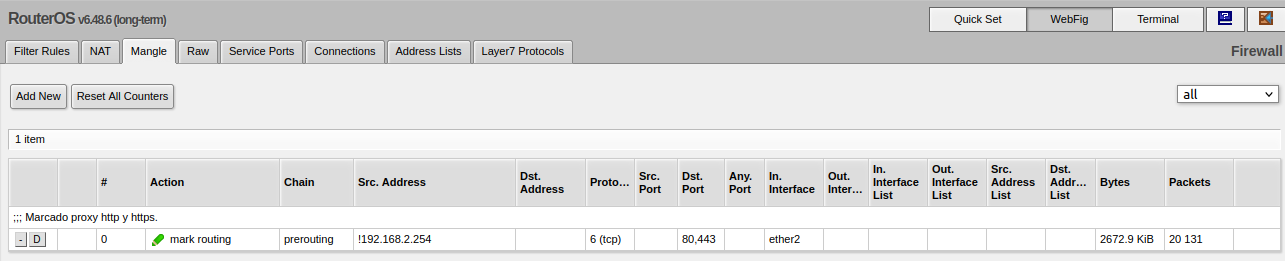 RouterOS v6.48.6 (long-term)
Quick Set WebFig Terminal
Filter Rules NAT Mangle Raw Service Ports Connections Address Lists Layer7 Protocols Firewall
Add New Reset All Counters all
1 item
# Action Chain Src. Address Dst. Address Proto... Src. Port Dst. Port Any. Port In. Interface Out. Inter... In. Interface List Out. Interface List Src. Address List Dst. Addr... List Bytes Packets
;;; Marcado proxy http y https.
- D 0 mark routing prerouting !192.168.2.254 6 (tcp) 80,443 ether2 2672.9 KiB 20 131